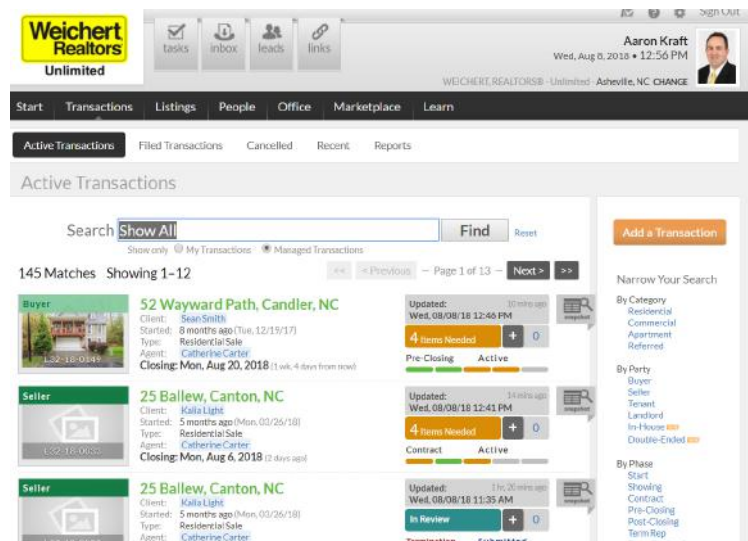 Sign Out
Weichert
Realtors
Unlimited
tasks
inbox
leads
links
Aaron Kraft
Wed, Aug 8, 2018 • 12:56 PM
WEICHERT, REALTORS® - Unlimited - Asheville, NC CHANGE
Start Transactions Listings People Office Marketplace Learn
Active Transactions Filed Transactions Cancelled Recent Reports
Active Transactions
Search Show All Find Reset
Show only My Transactions Managed Transactions
145 Matches Showing 1–12
<< < Previous – Page 1 of 13 – Next > >>
Add a Transaction
Narrow Your Search
By Category
Residential
Commercial
Apartment
Referred
By Party
Buyer
Seller
Tenant
Landlord
In-House
Double-Ended
By Phase
Start
Showing
Contract
Pre-Closing
Post-Closing
Term Rep
Buyer
L32-18-0149
52 Wayward Path, Candler, NC
Client: Sean Smith
Started: 8 months ago (Tue, 12/19/17)
Type: Residential Sale
Agent: Catherine Carter
Closing: Mon, Aug 20, 2018 (1 wk, 4 days from now)
Updated: 10 mins ago
Wed, 08/08/18 12:46 PM
4 Items Needed + 0
Pre-Closing Active
snapshot
Seller
L32-18-0033
25 Ballew, Canton, NC
Client: Kaila Light
Started: 5 months ago (Mon, 03/26/18)
Type: Residential Sale
Agent: Catherine Carter
Closing: Mon, Aug 6, 2018 (2 days ago)
Updated: 14 mins ago
Wed, 08/08/18 12:41 PM
4 Items Needed + 0
Contract Active
snapshot
Seller
25 Ballew, Canton, NC
Client: Kaila Light
Started: 5 months ago (Mon, 03/26/18)
Type: Residential Sale
Agent: Catherine Carter
Updated: 1 hr, 20 mins ago
Wed, 08/08/18 11:35 AM
In Review + 0
Termination Submitted
snapshot